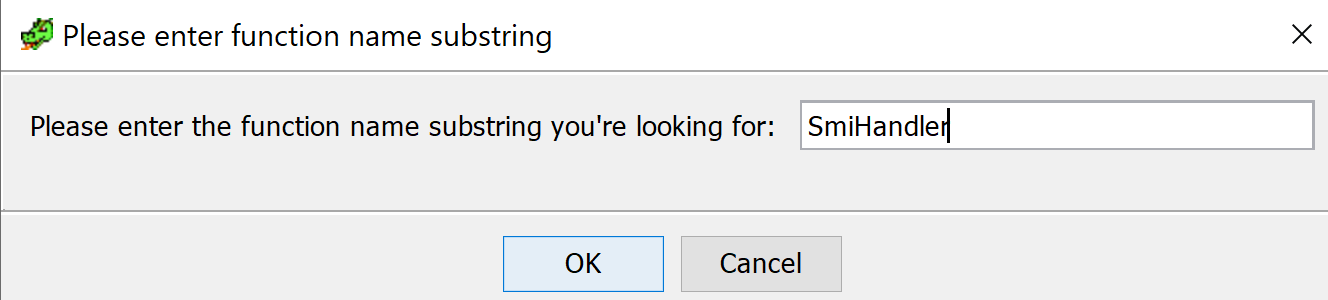 Please enter function name substring
Please enter the function name substring you're looking for: SmiHandler
OK Cancel